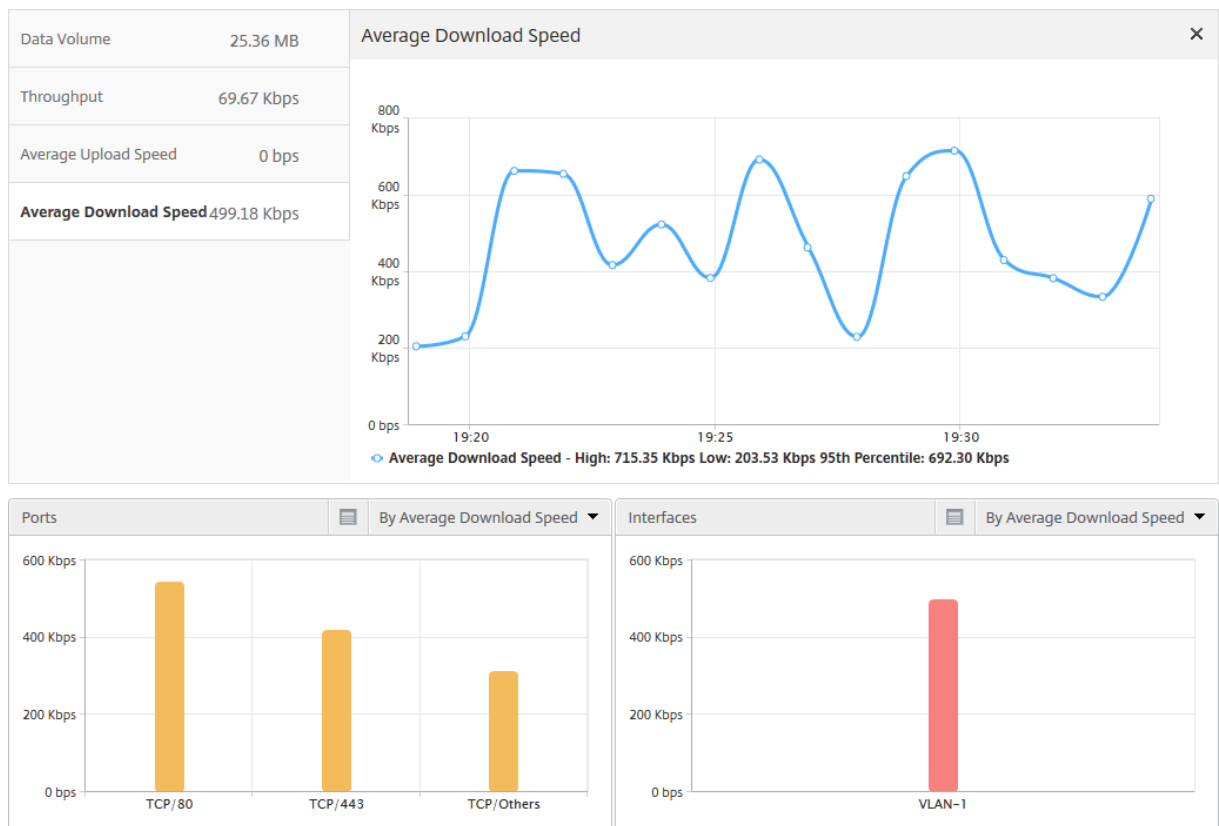 Data Volume 25.36 MB
Throughput 69.67 Kbps
Average Upload Speed 0 bps
Average Download Speed 499.18 Kbps
Average Download Speed
800
Kbps
600
Kbps
400
Kbps
200
Kbps
0 bps
19:20 19:25 19:30
Average Download Speed - High: 715.35 Kbps Low: 203.53 Kbps 95th Percentile: 692.30 Kbps
Ports By Average Download Speed
600 Kbps
400 Kbps
200 Kbps
0 bps
TCP/80 TCP/443 TCP/Others
Interfaces By Average Download Speed
600 Kbps
400 Kbps
200 Kbps
0 bps
VLAN-1